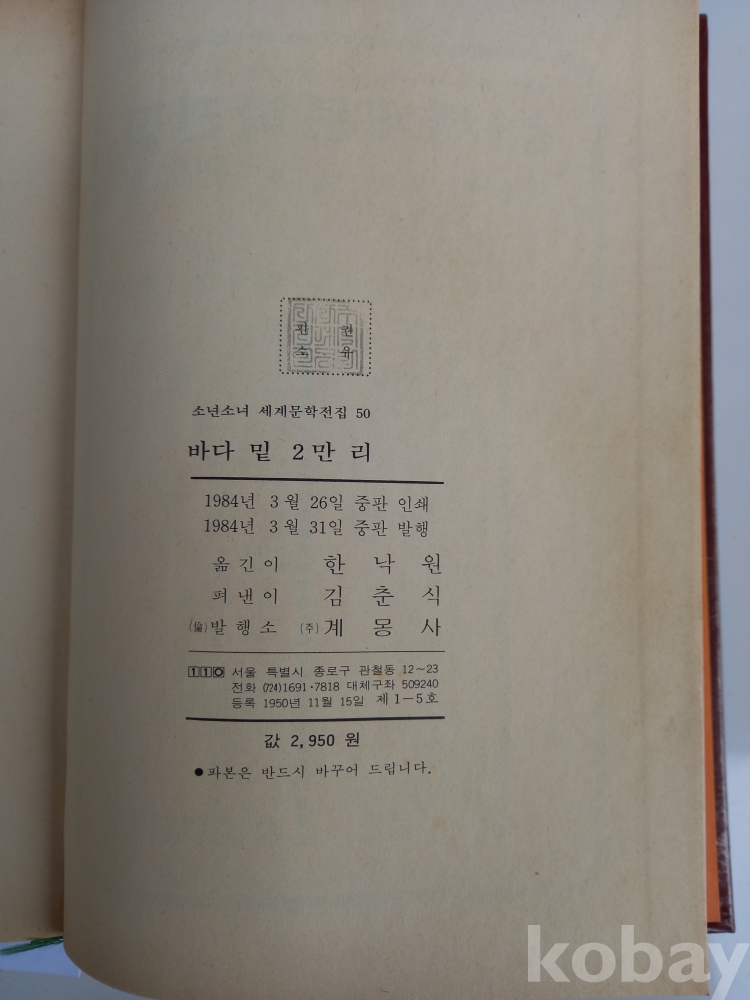 판 권
소 유
소년소녀 세계문학전집 50
바다 밑 2만 리
1984년 3월 26일 중판 인쇄
1984년 3월 31일 중판 발행
옮긴이 한낙원
펴낸이 김춘식
(倫)발행소 (주)계몽사
110 서울 특별시 종로구 관철동 12~23
전화 (724)1691·7818 대체구좌 509240
등록 1950년 11월 15일 제1-5호
값 2,950 원
●파본은 반드시 바꾸어 드립니다.
kobay